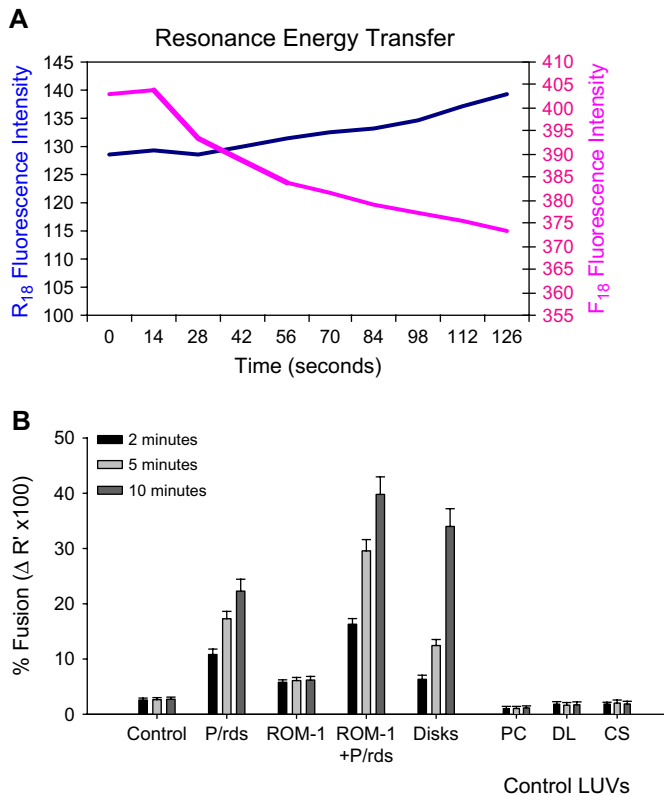 A
Resonance Energy Transfer
R18 Fluorescence Intensity
145
140
135
130
125
120
115
110
105
100
410
405
400
395
390
385
380
375
370
365
360
355
F18 Fluorescence Intensity
0 14 28 42 56 70 84 98 112 126
Time (seconds)
B
% Fusion (Δ R' x100)
50
40
30
20
10
0
2 minutes
5 minutes
10 minutes
Control P/rds ROM-1 ROM-1 Disks PC DL CS
+P/rds
Control LUVs